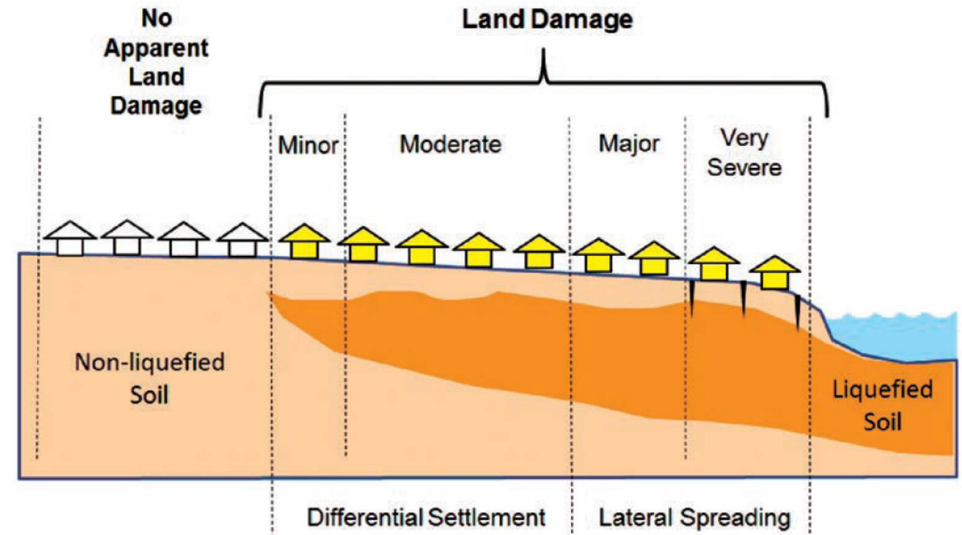 No
Apparent
Land
Damage
Land Damage
Minor
Moderate
Major
Very
Severe
Non-liquefied
Soil
Liquefied
Soil
Differential Settlement
Lateral Spreading